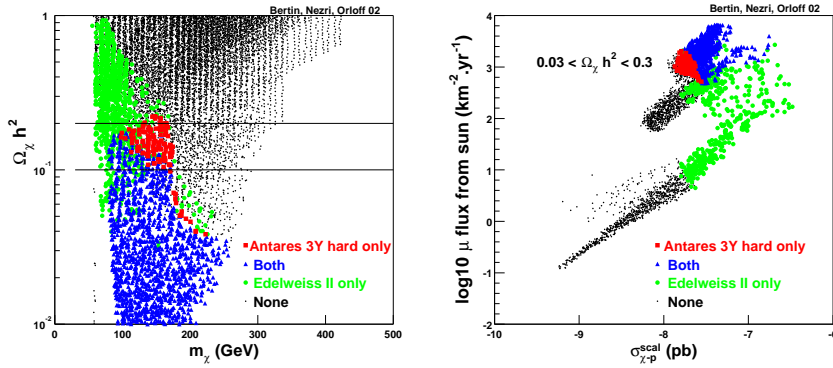 Bertin, Nezri, Orloff 02
Ω_χ h²
1
10⁻¹
10⁻²
Antares 3Y hard only
Both
Edelweiss II only
None
0 100 200 300 400 500
m_χ (GeV)
Bertin, Nezri, Orloff 02
log10 μ flux from sun (km⁻².yr⁻¹)
4
3
2
1
0
-1
-2
0.03 < Ω_χ h² < 0.3
Antares 3Y hard only
Both
Edelweiss II only
None
-10 -9 -8 -7 -6
σ_χ-p^scal (pb)